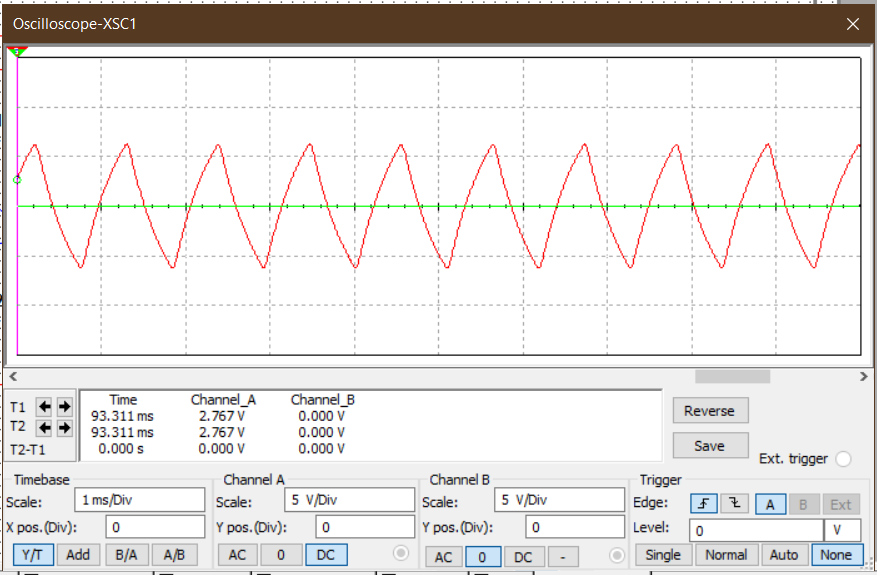 Oscilloscope-XSC1
Time Channel_A Channel_B
T1 93.311 ms 2.767 V 0.000 V
T2 93.311 ms 2.767 V 0.000 V
T2-T1 0.000 s 0.000 V 0.000 V
Reverse
Save
Ext. trigger
Timebase Channel A Channel B Trigger
Scale: 1 ms/Div Scale: 5 V/Div Scale: 5 V/Div Edge: A B Ext
X pos.(Div): 0 Y pos.(Div): 0 Y pos.(Div): 0 Level: 0 V
Y/T Add B/A A/B AC 0 DC AC 0 DC - Single Normal Auto None